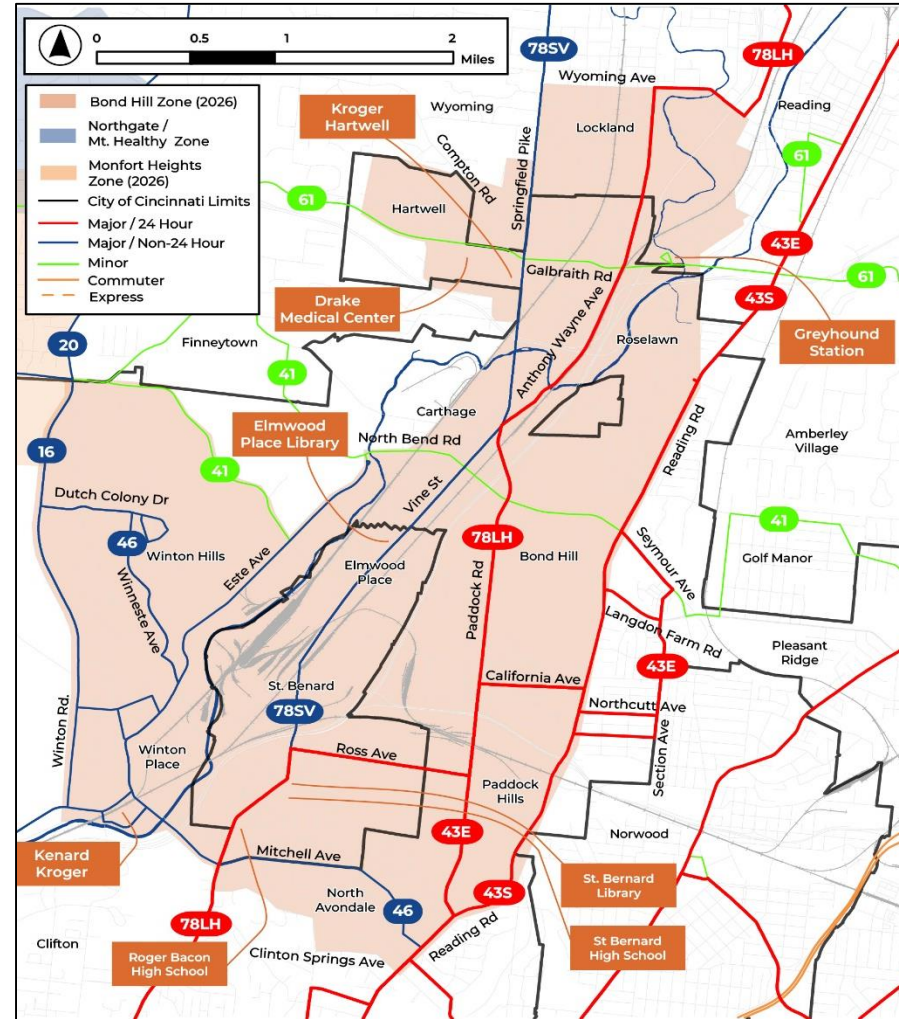 0 0.5 1 2
Miles
Bond Hill Zone (2026)
Northgate /
Mt. Healthy Zone
Monfort Heights
Zone (2026)
City of Cincinnati Limits
Major / 24 Hour
Major / Non-24 Hour
Minor
Commuter
Express
78SV
78LH
Wyoming Ave
Wyoming
Reading
Lockland
Kroger
Hartwell
Compton Rd
Springfield Pike
61
61
Hartwell
43E
Galbraith Rd
61
43S
Drake
Medical Center
Anthony Wayne Ave
Greyhound
Station
Roselawn
20
Finneytown
41
Carthage
Reading Rd
Elmwood
Place Library
North Bend Rd
Amberley
Village
16
41
Vine St
Dutch Colony Dr
46
Winton Hills
78LH
Bond Hill
Seymour Ave
41
Golf Manor
Este Ave
Elmwood
Place
Winneste Ave
Paddock Rd
Langdon Farm Rd
Pleasant
Ridge
43E
California Ave
St. Benard
78SV
Northcutt Ave
Winton Rd.
Winton
Place
Ross Ave
Section Ave
Paddock
Hills
43E
Norwood
Kenard
Kroger
Mitchell Ave
St. Bernard
Library
North
Avondale
43S
46
78LH
Reading Rd
Clifton
Roger Bacon
High School
Clinton Springs Ave
St Bernard
High School